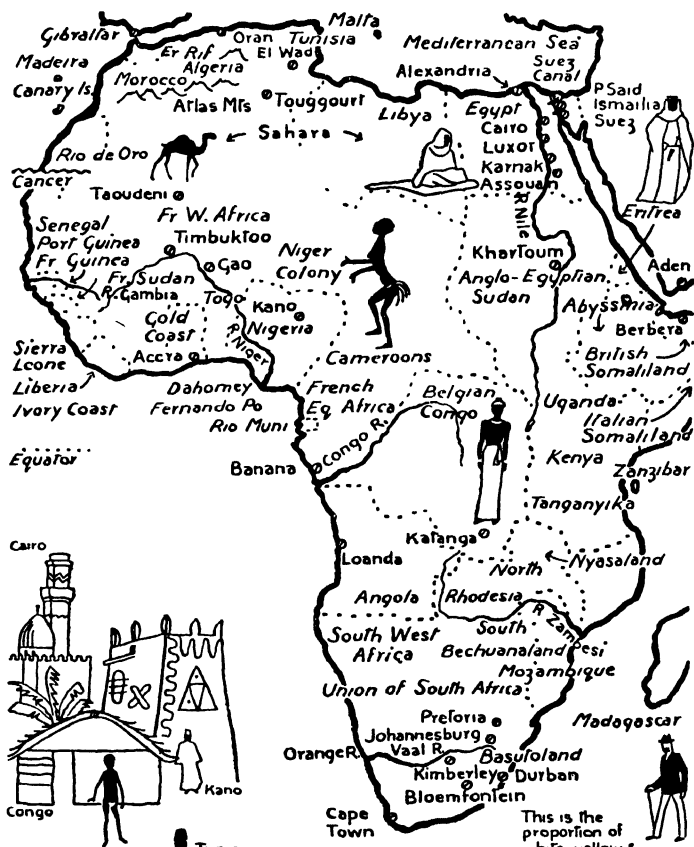 Gibraltar
Malta
Oran
Tunisia
Er Rif
El Wad
Mediterranean Sea
Madeira
Algeria
Suez
Canal
Morocco
Alexandria
Canary Is.
Atlas Mts
Touggourt
Libya
Egypt
P. Said
Ismailia
Suez
Cairo
Sahara
Luxor
Karnak
Rio de Oro
Cancer
Assouan
Taoudeni
R Nile
Eritrea
Fr W. Africa
Senegal
Port Guinea
Fr Guinea
Timbuktoo
Niger
Colony
Khartoum
Gao
Fr. Sudan
R. Gambia
Anglo-Egyptian
Sudan
Aden
Togo
Kano
Nigeria
Abyssinia
Gold
Coast
Berbera
R. Niger
Sierra
Leone
Accra
Cameroons
British
Somaliland
Liberia
Ivory Coast
Dahomey
Fernando Po
Rio Muni
French
Eq Africa
Belgian
Congo
Uganda
Italian
Somaliland
Congo R.
Equator
Banana
Kenya
Zanzibar
Tanganyika
Cairo
Katanga
Loanda
North
Nyasaland
Angola
Rhodesia
South West
Africa
South
R Zambesi
Bechuanaland
Mozambique
Union of South Africa
Pretoria
Madagascar
Johannesburg
Orange R.
Vaal R.
Basutoland
Kimberley
Durban
Kano
Congo
Bloemfontein
Cape
Town
This is the
proportion of